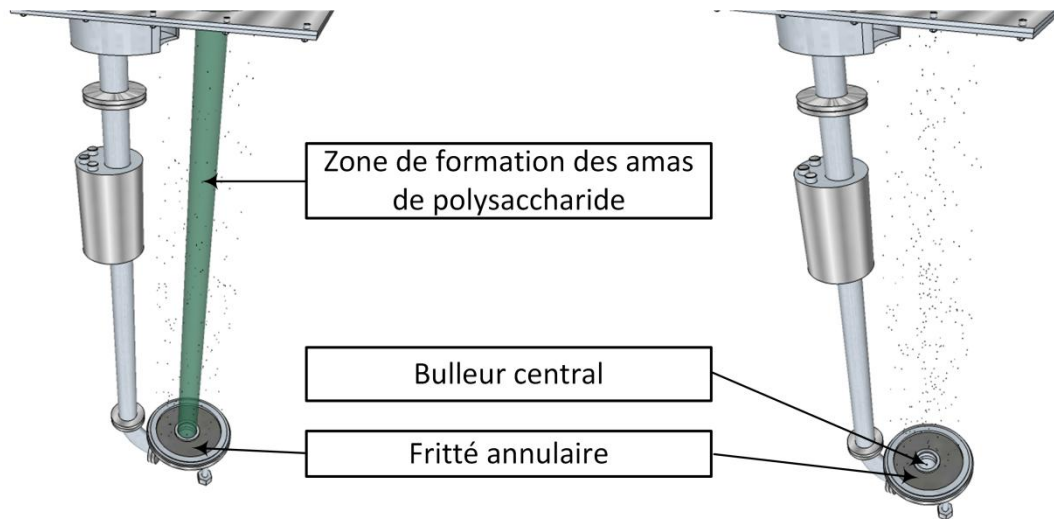 Zone de formation des amas
de polysaccharide
Bulleur central
Fritté annulaire